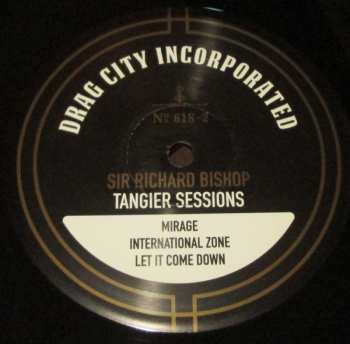 DRAG CITY INCORPORATED
Nº 618-2
SIR RICHARD BISHOP
TANGIER SESSIONS
MIRAGE
INTERNATIONAL ZONE
LET IT COME DOWN